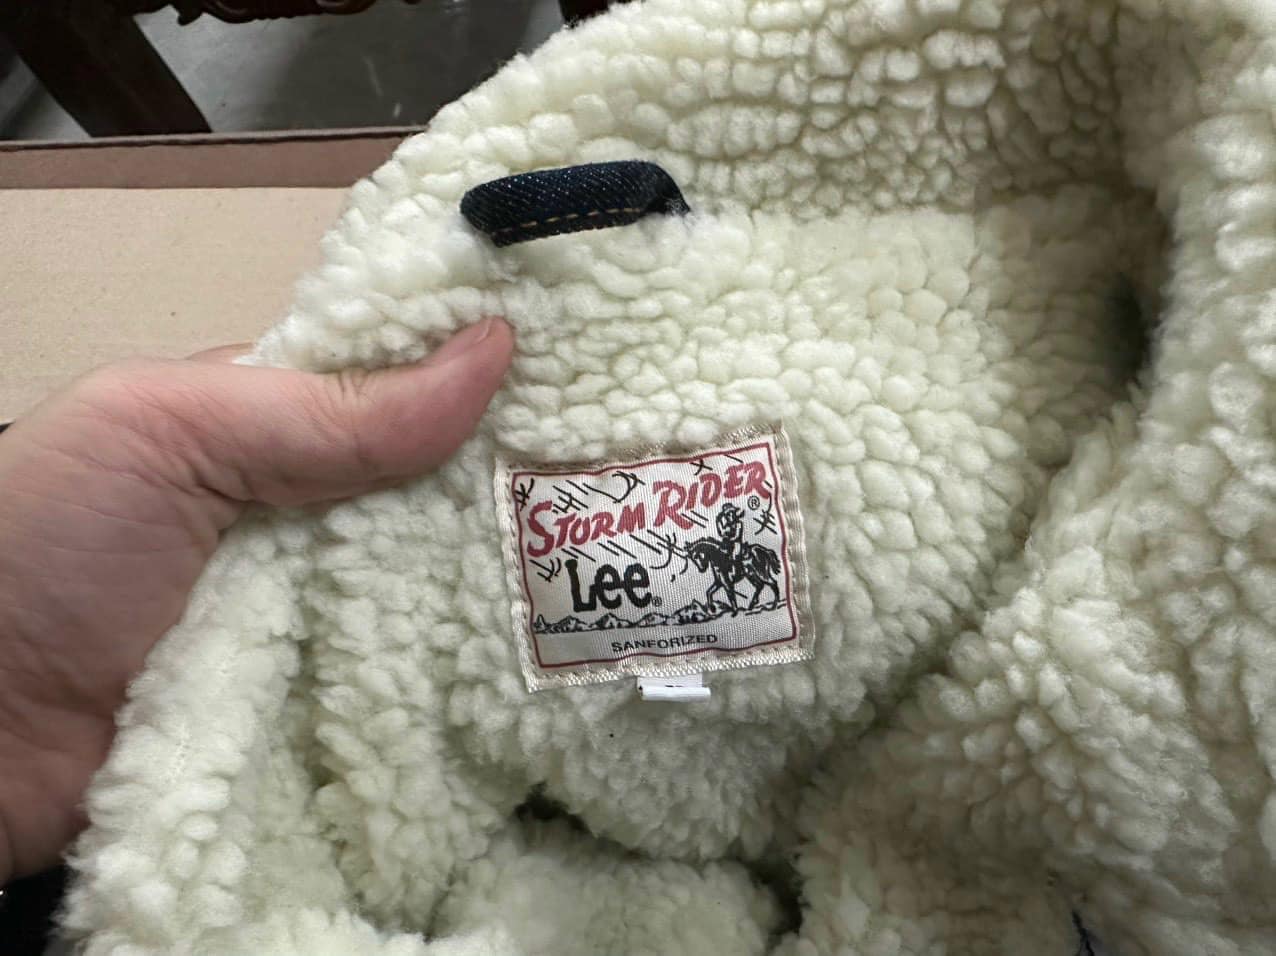 STORM RIDER ®
Lee ®
SANFORIZED